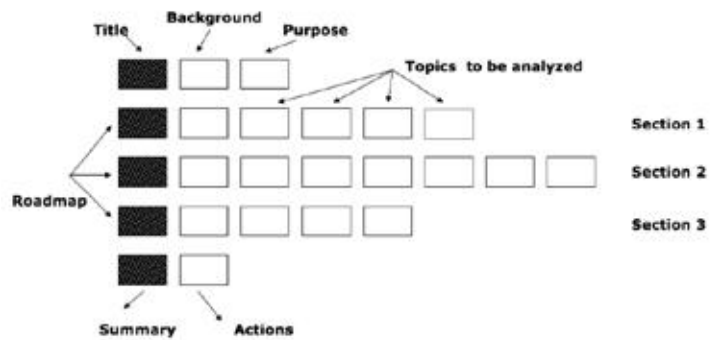 Background
Title
Purpose
Topics to be analyzed
Section 1
Section 2
Roadmap
Section 3
Summary
Actions